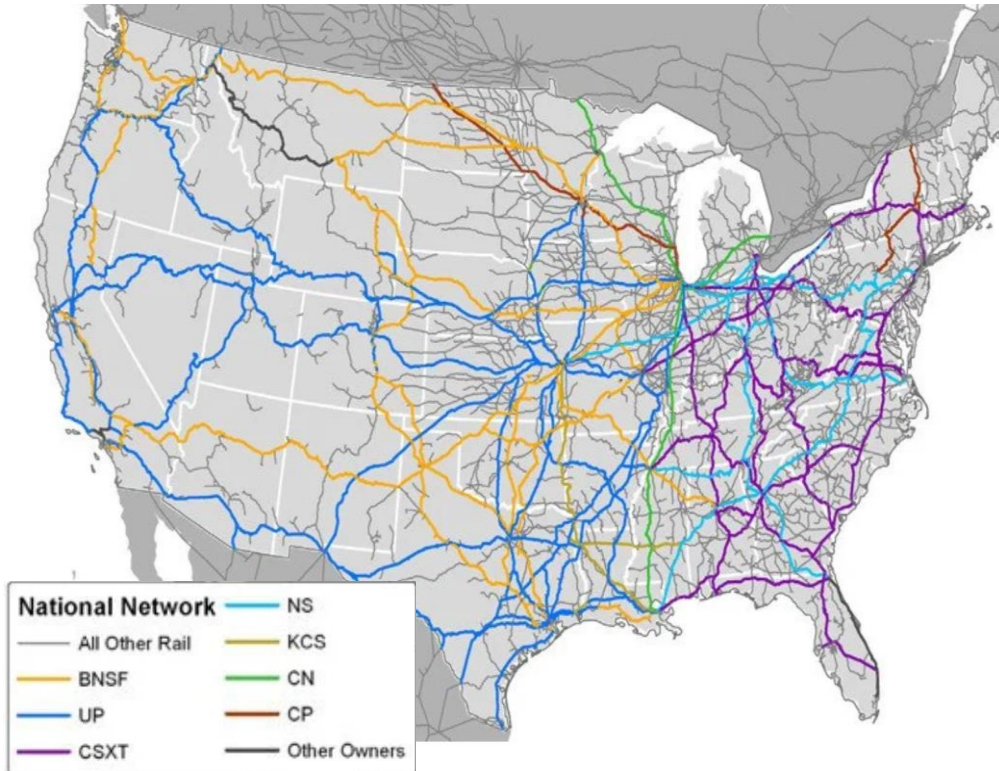 National Network
All Other Rail
BNSF
UP
CSXT
NS
KCS
CN
CP
Other Owners